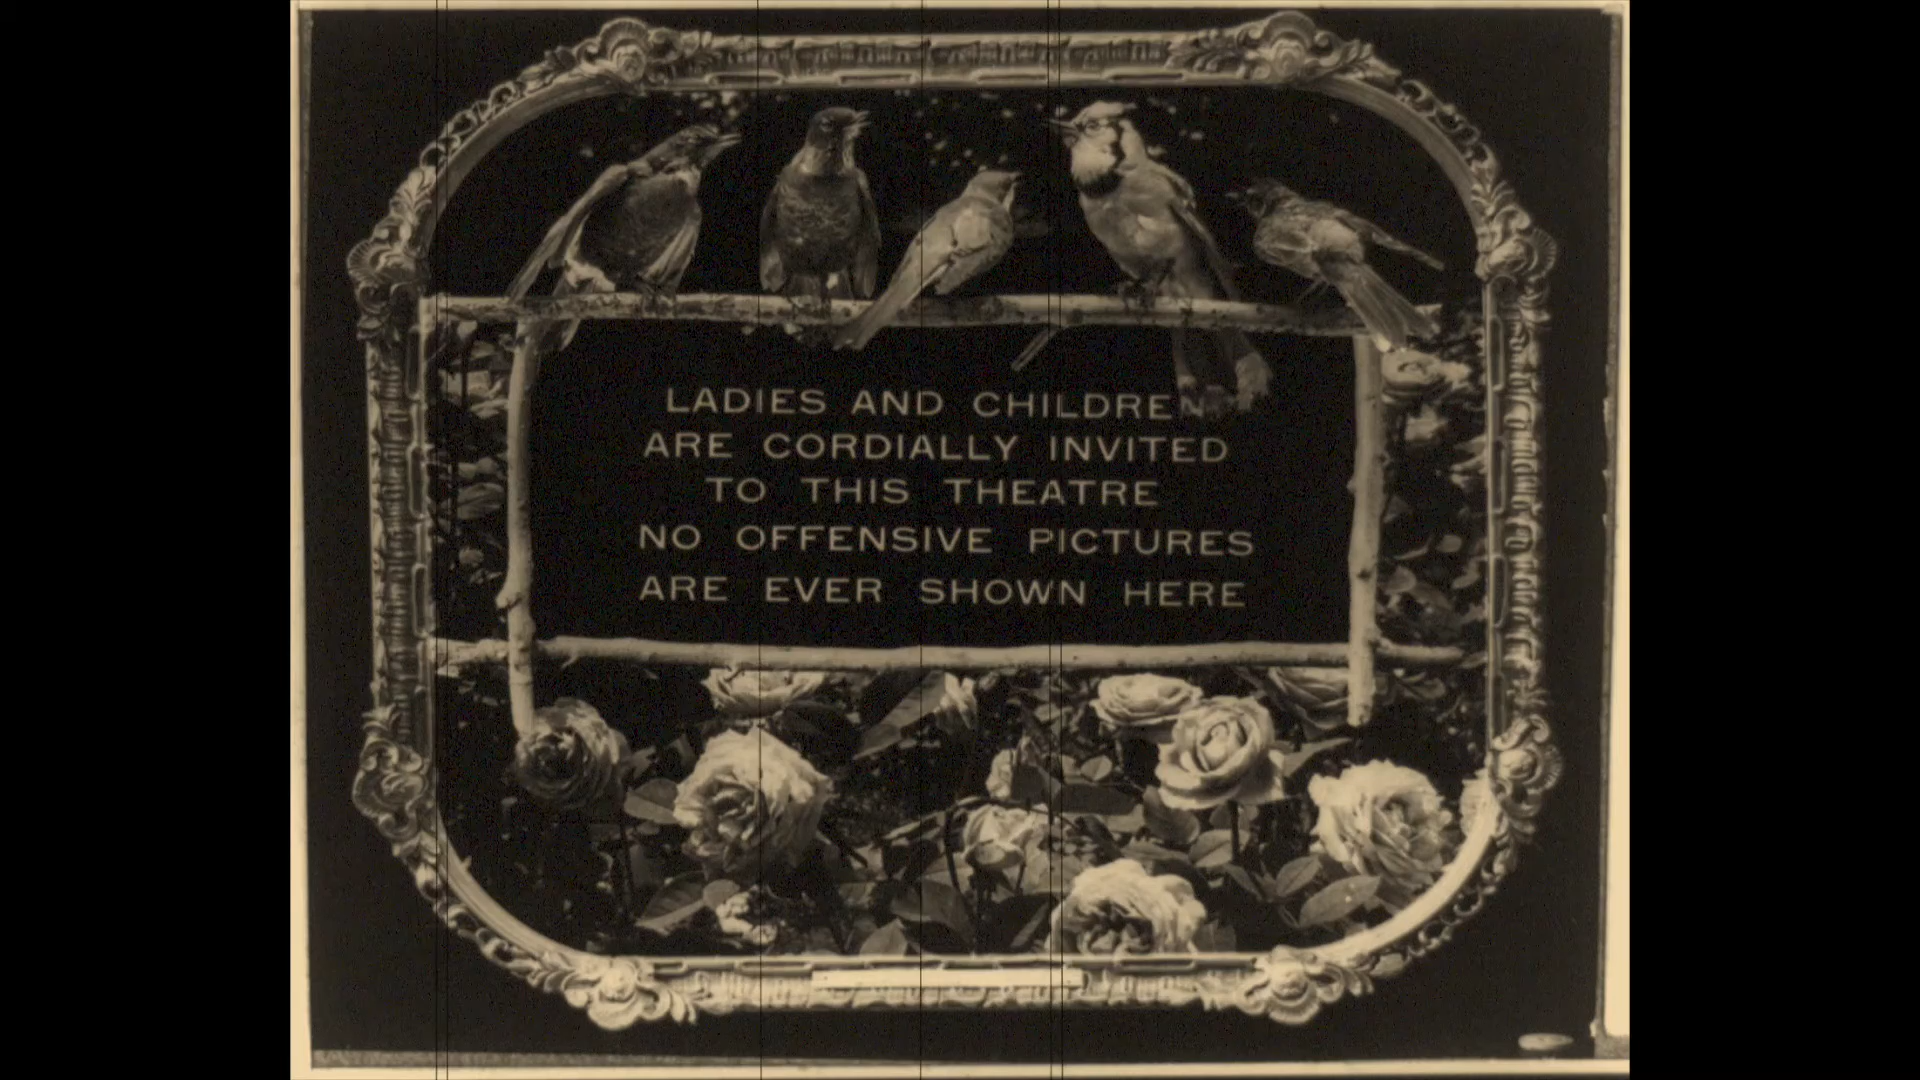 LADIES AND CHILDREN
ARE CORDIALLY INVITED
TO THIS THEATRE
NO OFFENSIVE PICTURES
ARE EVER SHOWN HERE